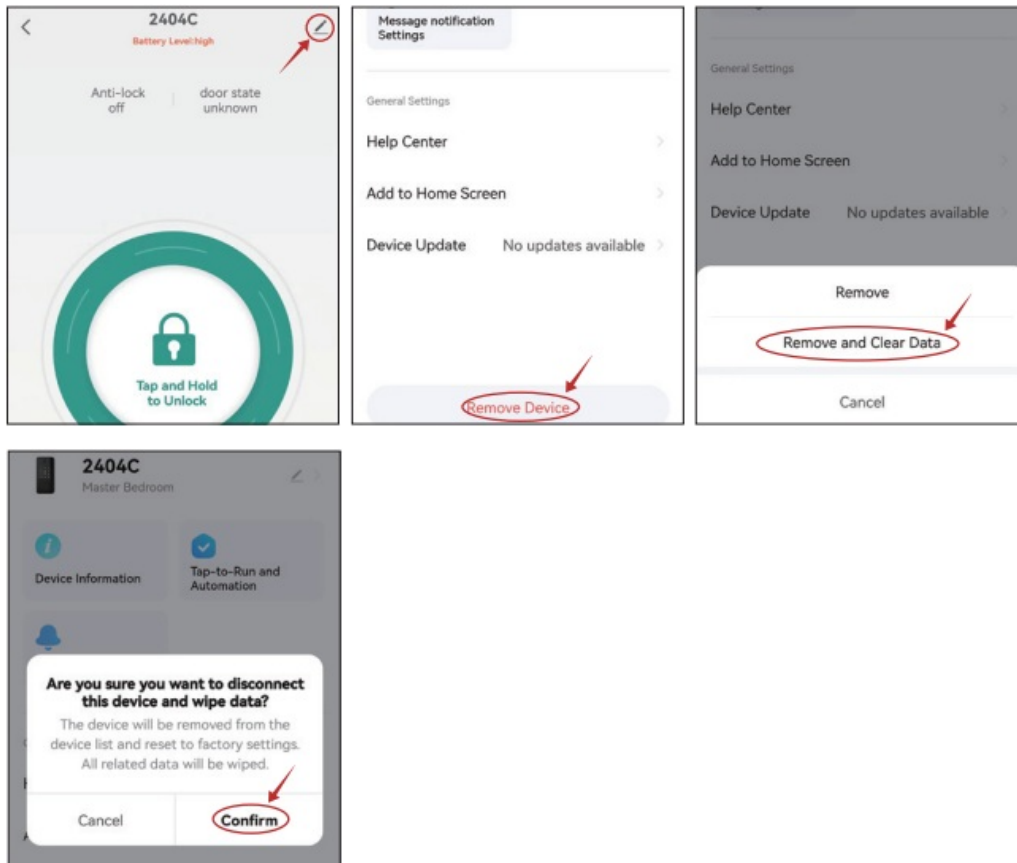 2404C
Battery Level:high
Anti-lock
off
door state
unknown
Tap and Hold
to Unlock
Message notification
Settings
General Settings
Help Center
Add to Home Screen
Device Update No updates available
Remove Device
General Settings
Help Center
Add to Home Screen
Device Update No updates available
Remove
Remove and Clear Data
Cancel
2404C
Master Bedroom
Device Information
Tap-to-Run and
Automation
Are you sure you want to disconnect
this device and wipe data?
The device will be removed from the
device list and reset to factory settings.
All related data will be wiped.
Cancel
Confirm